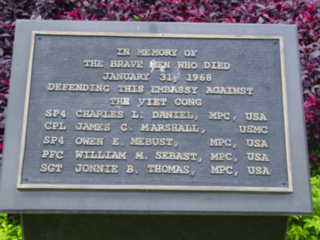 IN MEMORY OF
THE BRAVE MEN WHO DIED
JANUARY 31, 1968
DEFENDING THIS EMBASSY AGAINST
THE VIET CONG
SP4 CHARLES L. DANIEL, MPC, USA
CPL JAMES C. MARSHALL, USMC
SP4 OWEN E. MEBUST, MPC, USA
PFC WILLIAM M. SEBAST, MPC, USA
SGT JONNIE B. THOMAS, MPC, USA